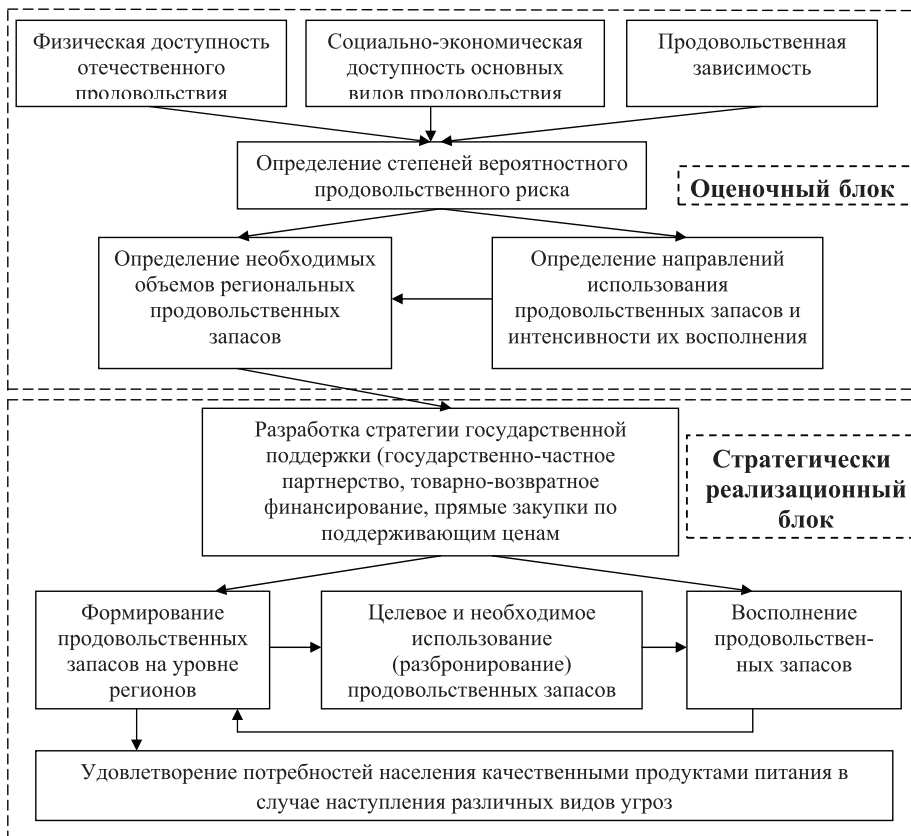 Физическая доступность
отечественного
продовольствия
Социально-экономическая
доступность основных
видов продовольствия
Продовольственная
зависимость
Определение степеней вероятностного
продовольственного риска
Оценочный блок
Определение необходимых
объемов региональных
продовольственных
запасов
Определение направлений
использования
продовольственных запасов и
интенсивности их восполнения
Разработка стратегии государственной
поддержки (государственно-частное
партнерство, товарно-возвратное
финансирование, прямые закупки по
поддерживающим ценам
Стратегически
реализационный
блок
Формирование
продовольственных
запасов на уровне
регионов
Целевое и необходимое
использование
(разбронирование)
продовольственных запасов
Восполнение
продовольствен-
ных запасов
Удовлетворение потребностей населения качественными продуктами питания в
случае наступления различных видов угроз